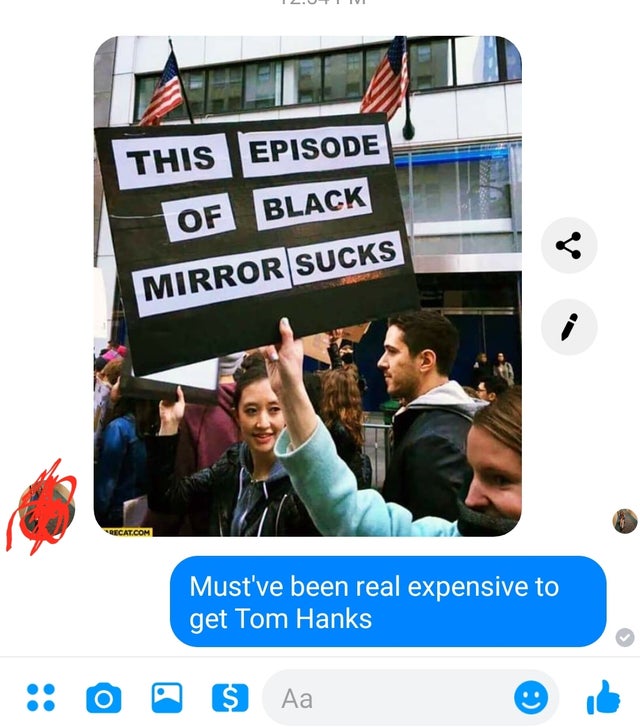 THIS EPISODE
OF BLACK
MIRROR SUCKS
RECAT.COM
Must've been real expensive to
get Tom Hanks
Aa